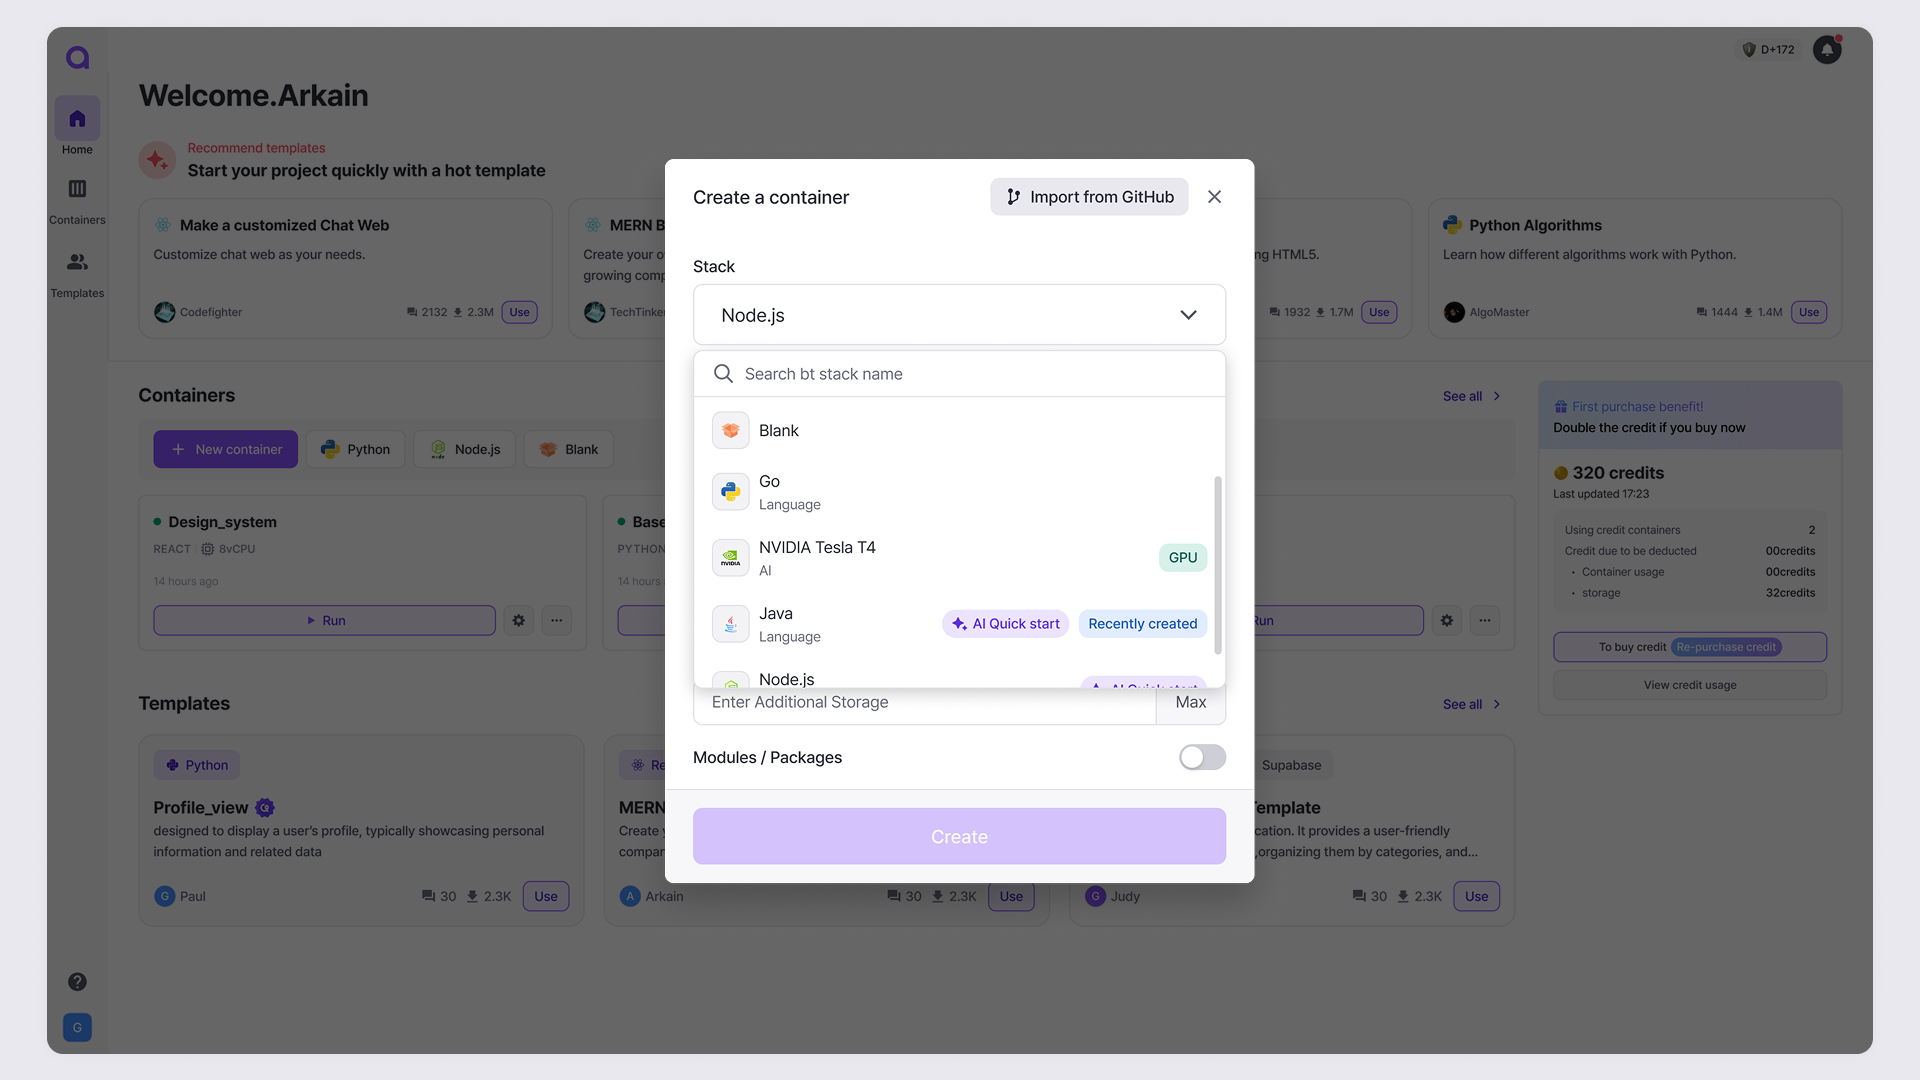 D+172
Welcome.Arkain
Home
Containers
Templates
Recommend templates
Start your project quickly with a hot template
Make a customized Chat Web
Customize chat web as your needs.
Codefighter
2132
2.3M
Use
MERN B
Create your o
growing comp
TechTinker
ng HTML5.
1932
1.7M
Use
Python Algorithms
Learn how different algorithms work with Python.
AlgoMaster
1444
1.4M
Use
Create a container
Import from GitHub
Stack
Node.js
Search bt stack name
Blank
Go
Language
NVIDIA Tesla T4
AI
GPU
Java
Language
AI Quick start
Recently created
Node.js
AI Quick start
NVIDIA
Enter Additional Storage
Max
Modules / Packages
Create
Containers
See all
New container
Python
Node.js
Blank
Design_system
REACT
8vCPU
14 hours ago
Run
Base
PYTHON
14 hours
Run
First purchase benefit!
Double the credit if you buy now
320 credits
Last updated 17:23
Using credit containers
2
Credit due to be deducted
00credits
• Container usage
00credits
• storage
32credits
To buy credit
Re-purchase credit
View credit usage
Templates
See all
Python
Profile_view
designed to display a user's profile, typically showcasing personal
information and related data
G
Paul
30
2.3K
Use
Re
MERN
Create y
compan
A
Arkain
30
2.3K
Use
Supabase
Template
cation. It provides a user-friendly
,organizing them by categories, and...
G
Judy
30
2.3K
Use
G